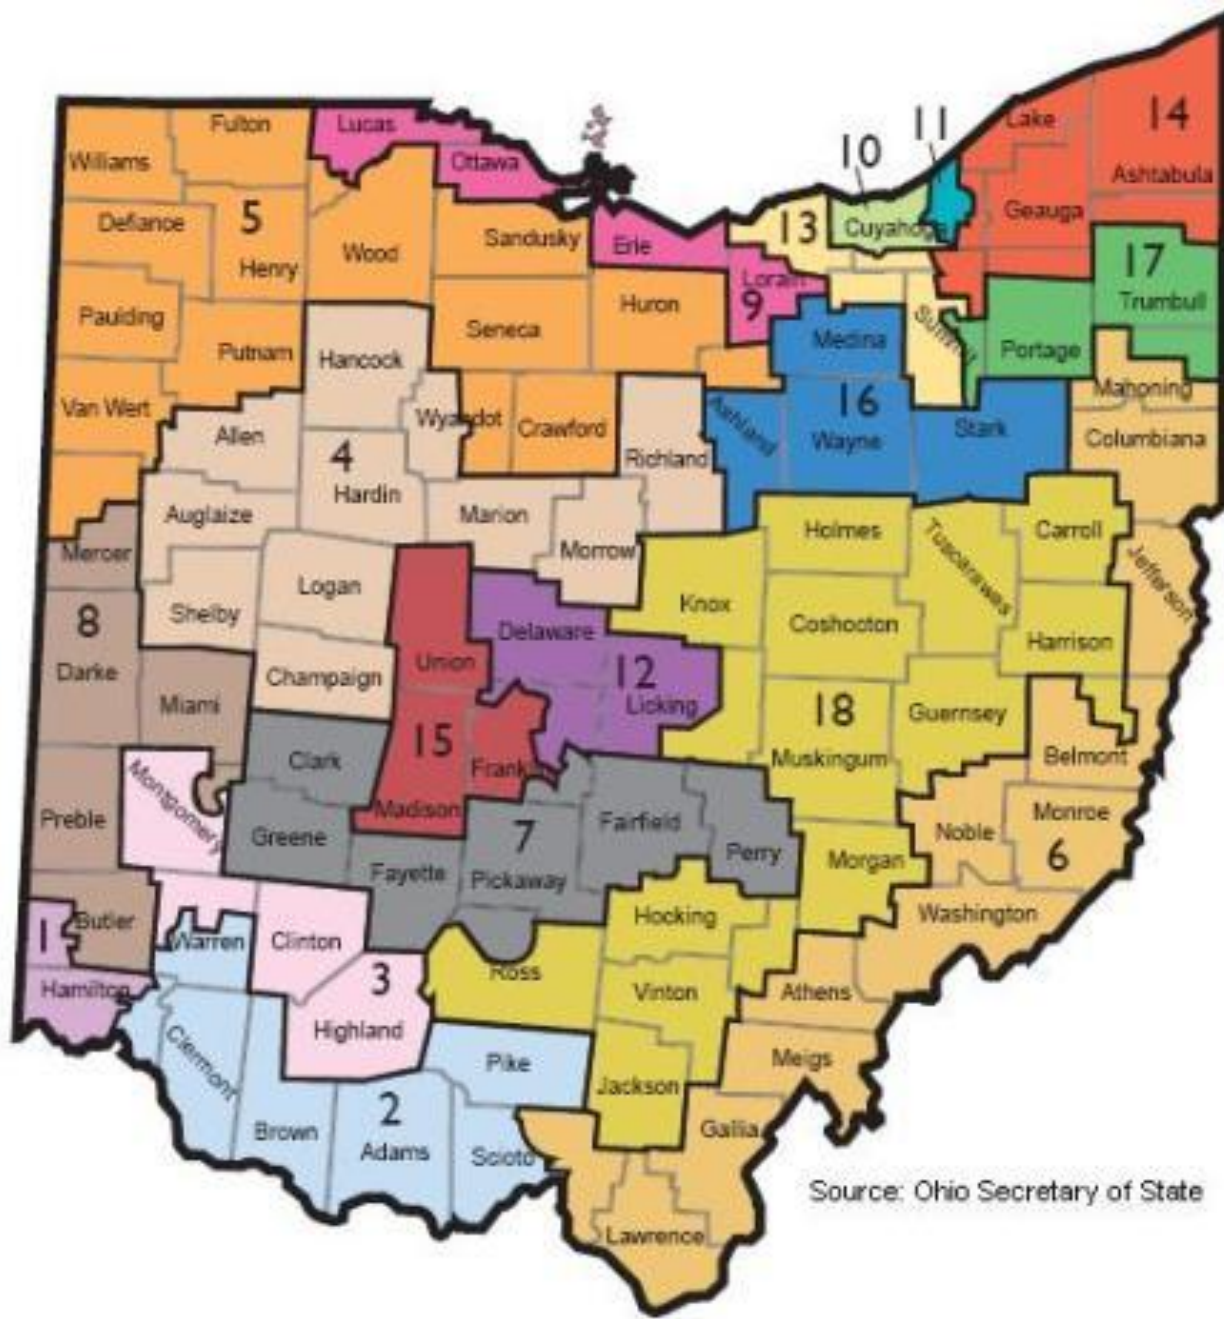 11
Lake
14
Fulton
Lucas
10
Williams
Ottawa
Ashtabula
Defiance
5
Sandusky
Erie
13
Cuyahoga
Geauga
Henry
Wood
Lorain
9
17
Trumbull
Paulding
Seneca
Huron
Summit
Putnam
Hancock
Medina
Portage
Van Wert
Wyandot
Crawford
Ashland
16
Mahoning
Allen
4
Richland
Wayne
Stark
Columbiana
Hardin
Auglaize
Marion
Holmes
Tuscarawas
Carroll
Mercer
Morrow
Jefferson
Logan
8
Shelby
Knox
Coshocton
Harrison
Delaware
Darke
Champaign
Union
12
Miami
Licking
18
Guernsey
15
Clark
Frank
Muskingum
Belmont
Montgomery
Madison
Preble
Greene
7
Fairfield
Noble
Monroe
Fayette
Pickaway
Perry
Morgan
6
1
Butler
Warren
Clinton
Hocking
Washington
Hamilton
3
Ross
Vinton
Athens
Highland
Clermont
Pike
Jackson
Meigs
2
Brown
Adams
Scioto
Gallia
Lawrence
Source: Ohio Secretary of State